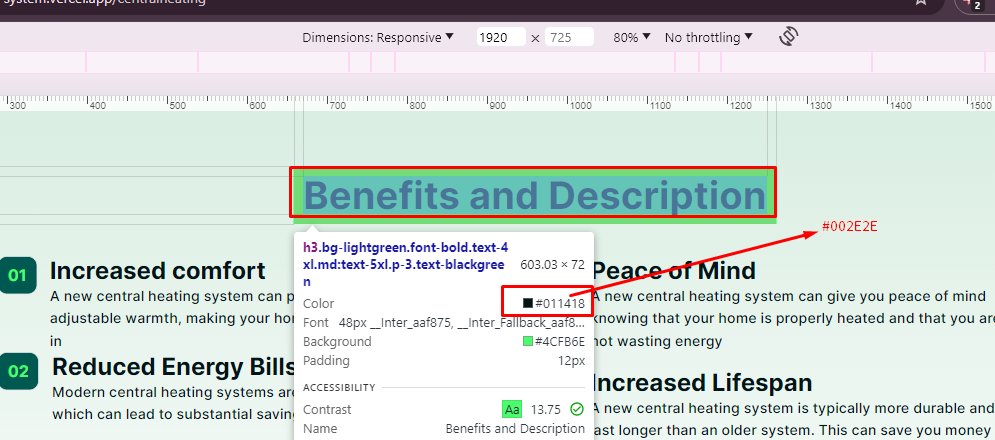 system.vercel.app/centralheating
2
Dimensions: Responsive ▼ 1920 × 725 80% ▼ No throttling ▼
300 400 500 600 700 800 900 1000 1100 1200 1300 1400 1500
Benefits and Description
#002E2E
h3.bg-lightgreen.font-bold.text-4
xl.md:text-5xl.p-3.text-blackgree
n
603.03 × 72
Color #011418
Font 48px __Inter_aaf875, __Inter_Fallback_aaf8...
Background #4CFB6E
Padding 12px
ACCESSIBILITY
Contrast Aa 13.75
Name Benefits and Description
01 Increased comfort
A new central heating system can p
adjustable warmth, making your ho
in
02 Reduced Energy Bills
Modern central heating systems are
which can lead to substantial savin
Peace of Mind
A new central heating system can give you peace of mind
knowing that your home is properly heated and that you are
not wasting energy
Increased Lifespan
A new central heating system is typically more durable and
last longer than an older system. This can save you money